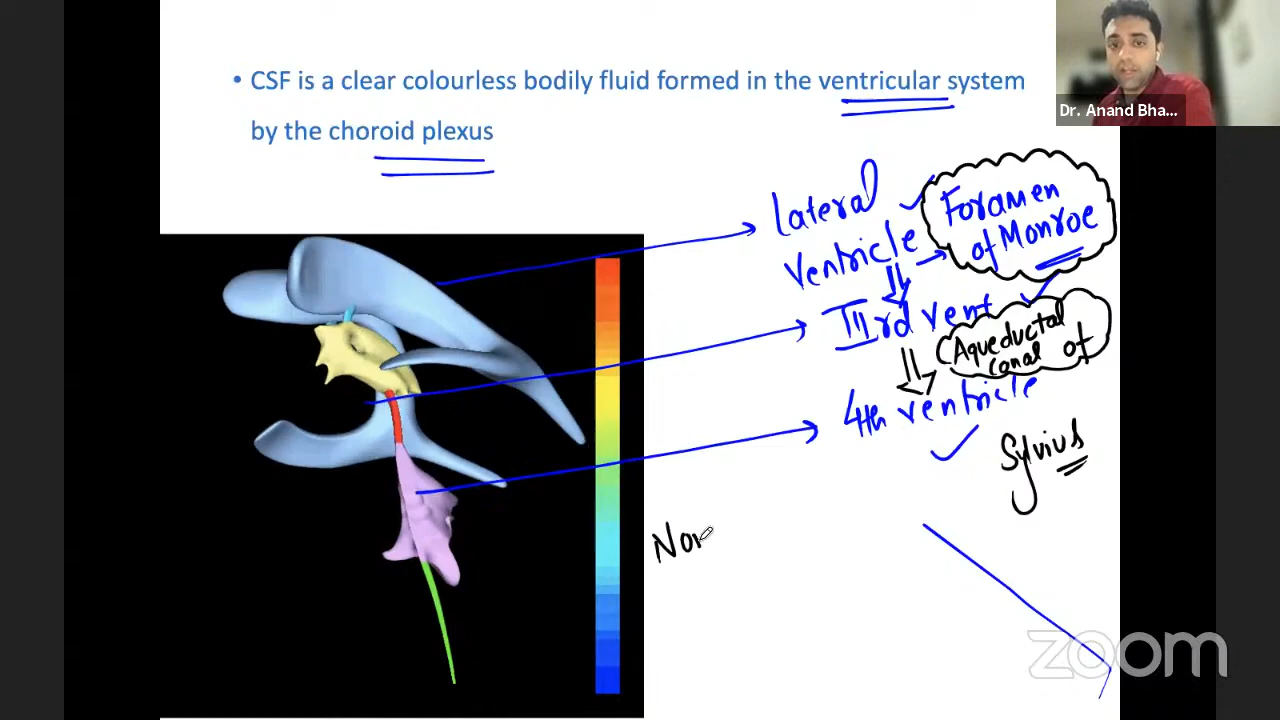 • CSF is a clear colourless bodily fluid formed in the ventricular system
by the choroid plexus
Dr. Anand Bha...
Lateral
Ventricle
Foramen
of Monroe
IIIrd vent
(Aqueductal
Canal of
4th ventricle
Sylvius
Nor
zoom